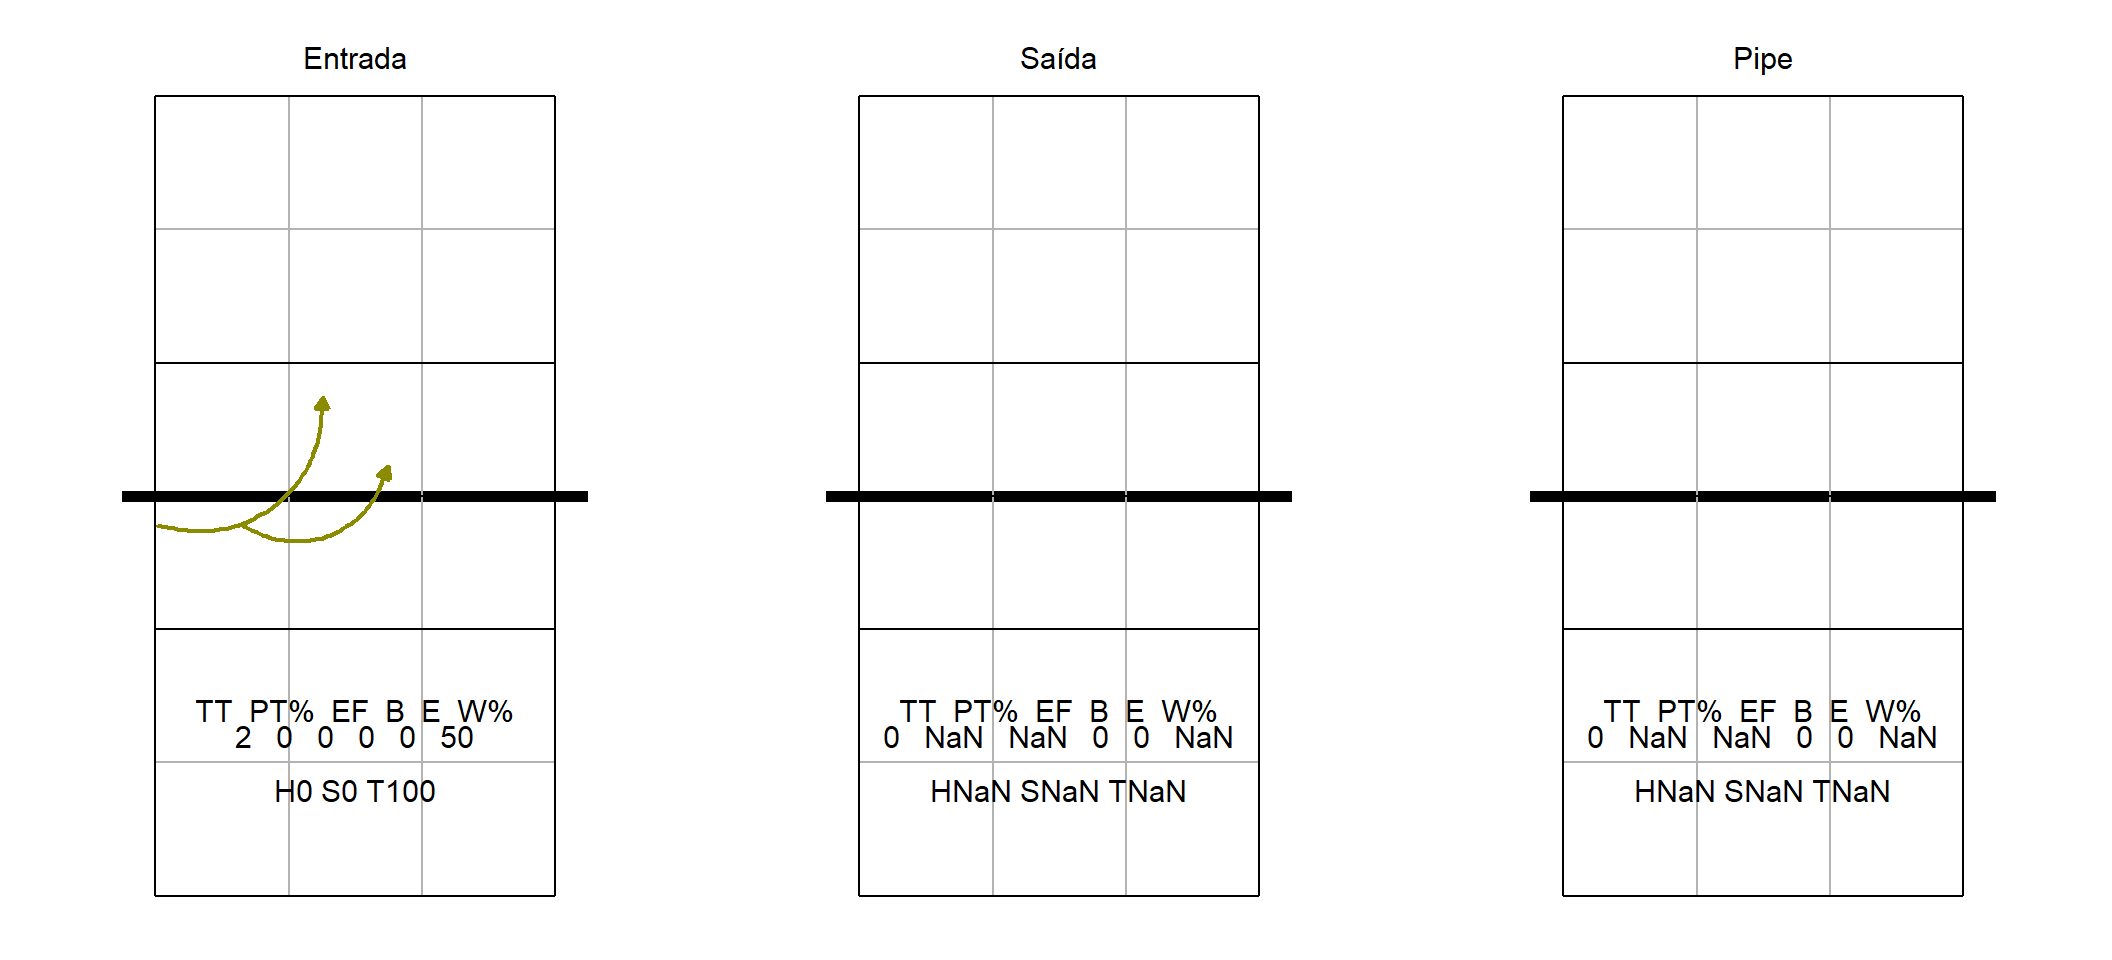 Entrada
TT PT% EF B E W%
2 0 0 0 0 50
H0 S0 T100
Saída
TT PT% EF B E W%
0 NaN NaN 0 0 NaN
HNaN SNaN TNaN
Pipe
TT PT% EF B E W%
0 NaN NaN 0 0 NaN
HNaN SNaN TNaN